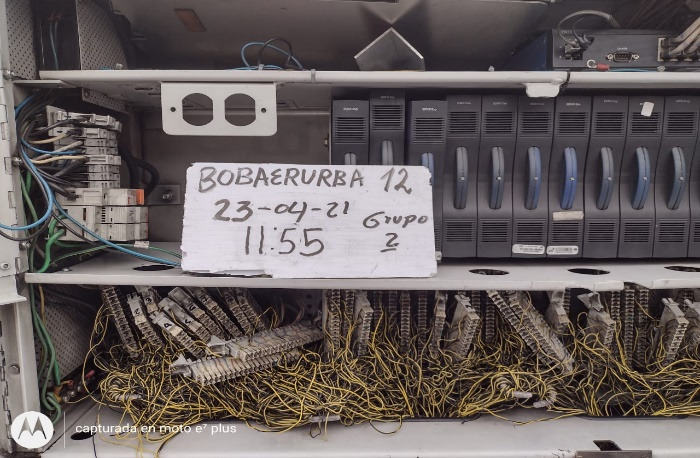 BOBAERURBA 12
23-04-21 Grupo
11:55 2
capturada en moto e⁷ plus